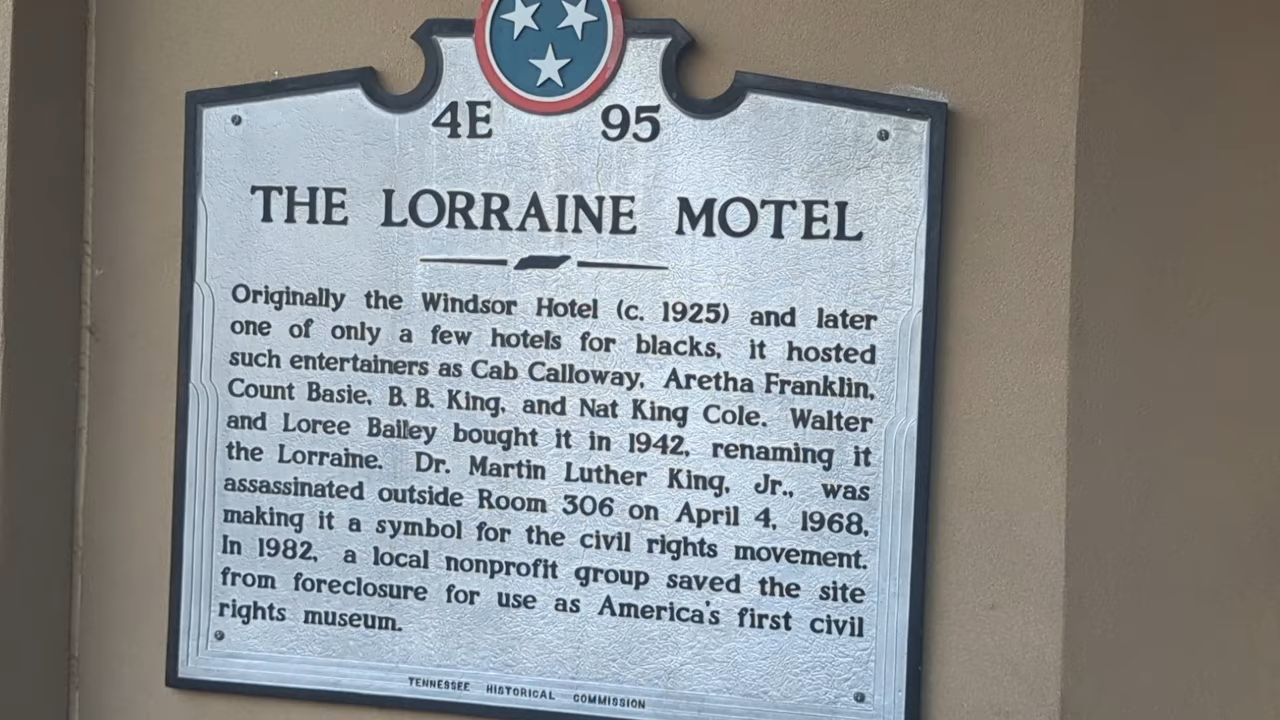 4E 95
THE LORRAINE MOTEL
Originally the Windsor Hotel (c. 1925) and later
one of only a few hotels for blacks, it hosted
such entertainers as Cab Calloway, Aretha Franklin,
Count Basie, B. B. King, and Nat King Cole. Walter
and Loree Bailey bought it in 1942, renaming it
the Lorraine. Dr. Martin Luther King, Jr., was
assassinated outside Room 306 on April 4, 1968,
making it a symbol for the civil rights movement.
In 1982, a local nonprofit group saved the site
from foreclosure for use as America's first civil
rights museum.
TENNESSEE HISTORICAL COMMISSION